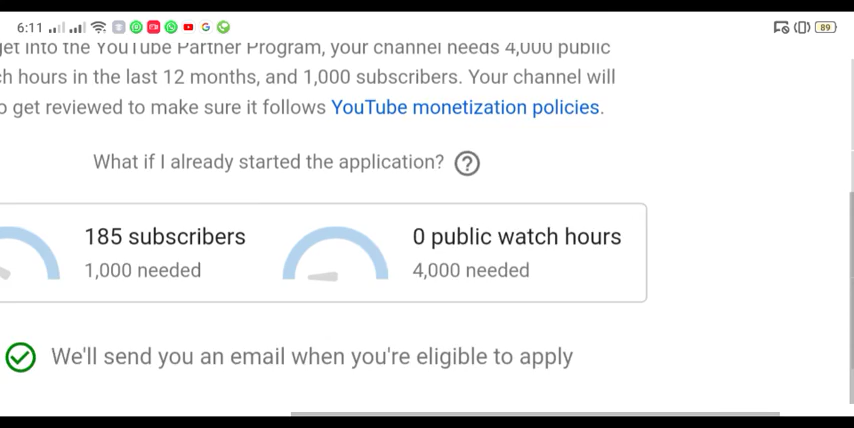 6:11 89
get into the YouTube Partner Program, your channel needs 4,000 public
ch hours in the last 12 months, and 1,000 subscribers. Your channel will
o get reviewed to make sure it follows YouTube monetization policies.
What if I already started the application? ?
185 subscribers
1,000 needed
0 public watch hours
4,000 needed
We'll send you an email when you're eligible to apply